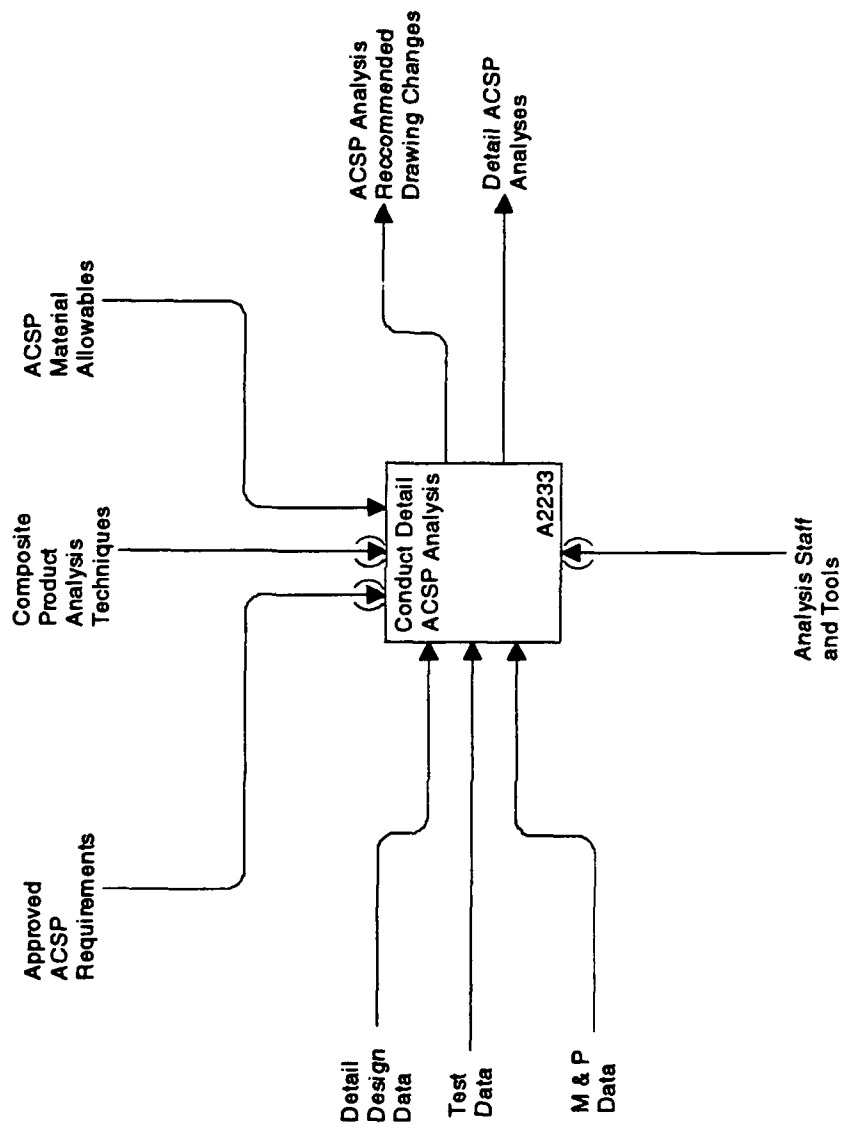 Approved
ACSP
Requirements
Composite
Product
Analysis
Techniques
ACSP
Material
Allowables
Detail
Design
Data
Test
Data
M & P
Data
Conduct Detail
ACSP Analysis
A2233
ACSP Analysis
Reccommended
Drawing Changes
Detail ACSP
Analyses
Analysis Staff
and Tools